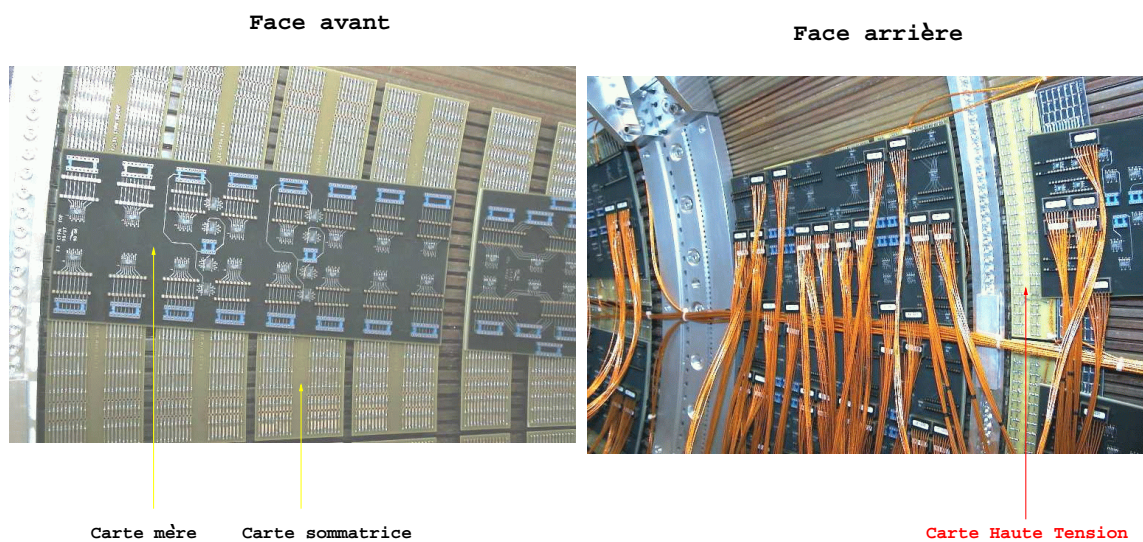 Face avant
Face arrière
Carte mère
Carte sommatrice
Carte Haute Tension